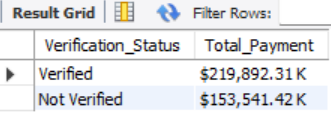 Result Grid Filter Rows:
Verification_Status Total_Payment
Verified $219,892.31 K
Not Verified $153,541.42 K